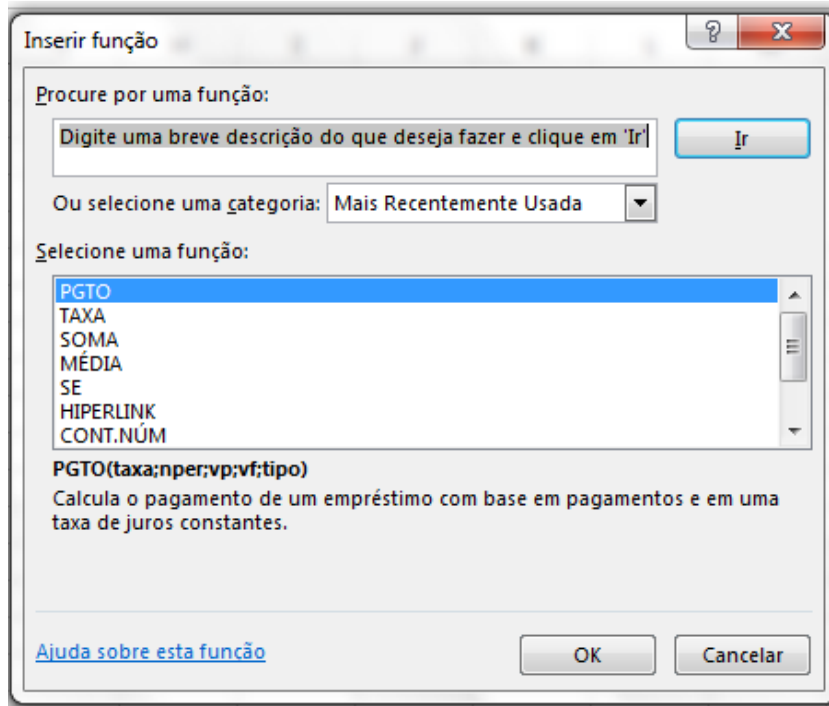 Inserir função
Procure por uma função:
Digite uma breve descrição do que deseja fazer e clique em 'Ir'
Ir
Ou selecione uma categoria: Mais Recentemente Usada
Selecione uma função:
PGTO
TAXA
SOMA
MÉDIA
SE
HIPERLINK
CONT.NÚM
PGTO(taxa;nper;vp;vf;tipo)
Calcula o pagamento de um empréstimo com base em pagamentos e em uma
taxa de juros constantes.
Ajuda sobre esta função
OK
Cancelar